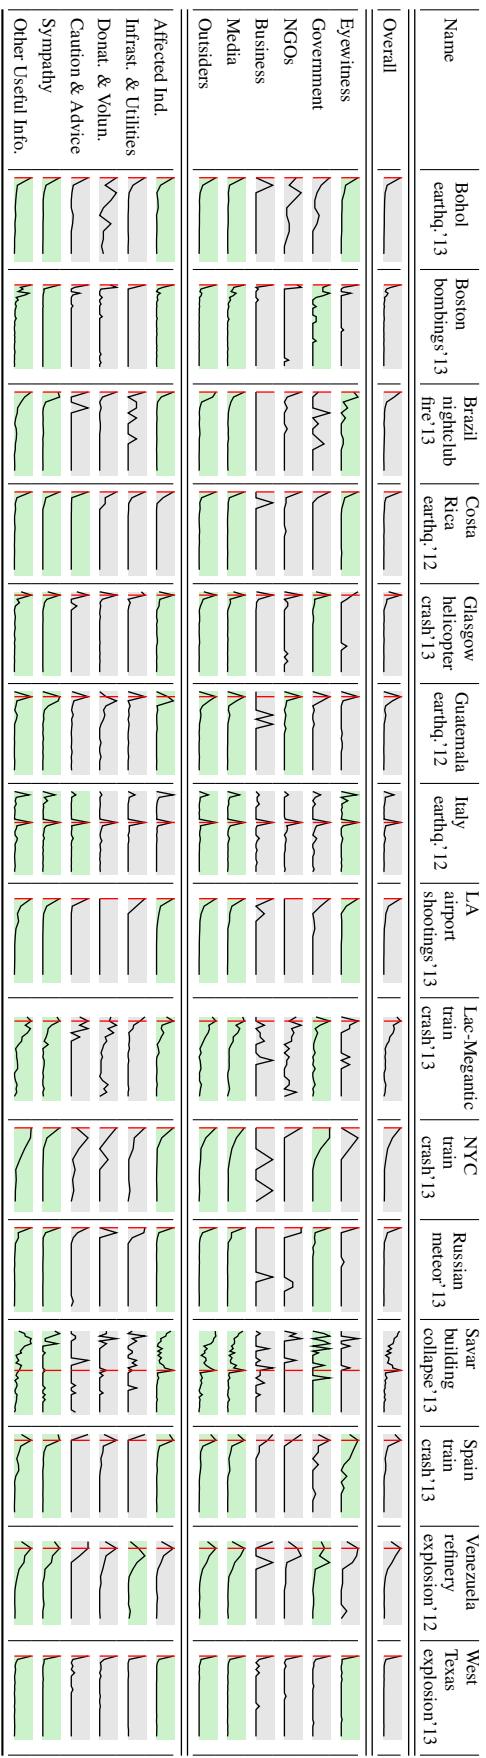 Name
Bohol
earthq.'13
Boston
bombings'13
Brazil
nightclub
fire'13
Costa
Rica
earthq.'12
Glasgow
helicopter
crash'13
Guatemala
earthq.'12
Italy
earthq.'12
LA
airport
shootings'13
Lac-Megantic
train
crash'13
NYC
train
crash'13
Russian
meteor'13
Savar
building
collapse'13
Spain
train
crash'13
Venezuela
refinery
explosion'12
West
Texas
explosion'13
Overall
Eyewitness
Government
NGOs
Business
Media
Outsiders
Affected Ind.
Infrast. & Utilities
Donat. & Volun.
Caution & Advice
Sympathy
Other Useful Info.